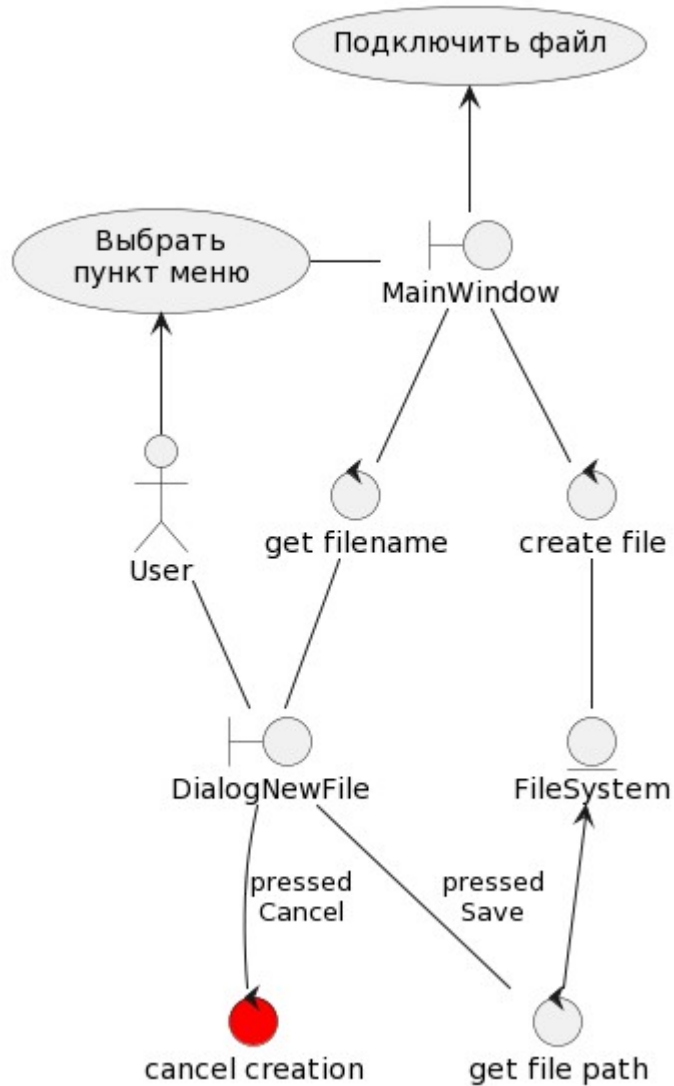 Подключить файл
Выбрать
пункт меню
MainWindow
get filename
create file
User
DialogNewFile
FileSystem
pressed
Cancel
pressed
Save
cancel creation
get file path